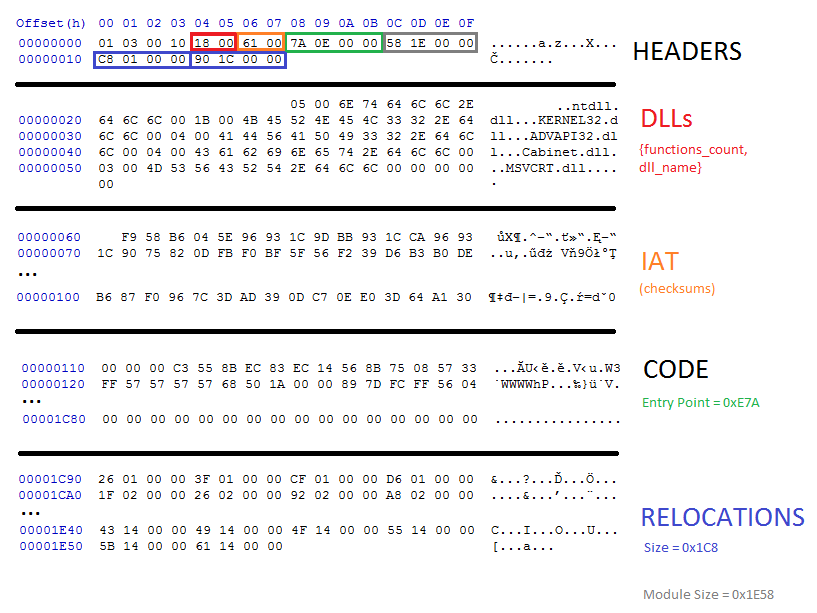 Offset(h) 00 01 02 03 04 05 06 07 08 09 0A 0B 0C 0D 0E 0F
00000000 01 03 00 10 18 00 61 00 7A 0E 00 00 58 1E 00 00 ......a.z...X...
00000010 C8 01 00 00 90 1C 00 00 Č.......
HEADERS
05 00 6E 74 64 6C 6C 2E ..ntdll.
00000020 64 6C 6C 00 1B 00 4B 45 52 4E 45 4C 33 32 2E 64 dll...KERNEL32.d
00000030 6C 6C 00 04 00 41 44 56 41 50 49 33 32 2E 64 6C ll...ADVAPI32.dl
00000040 6C 00 04 00 43 61 62 69 6E 65 74 2E 64 6C 6C 00 l...Cabinet.dll.
00000050 03 00 4D 53 56 43 52 54 2E 64 6C 6C 00 00 00 00 ..MSVCRT.dll....
00 .
DLLs
{functions_count,
dll_name}
00000060 F9 58 B6 04 5E 96 93 1C 9D BB 93 1C CA 96 93 ůX¶.^–“.ť»“.Ę–“
00000070 1C 90 75 82 0D FB F0 BF 5F 56 F2 39 D6 B3 B0 DE ..u‚.űđż_Vň9Öł°Ţ
...
00000100 B6 87 F0 96 7C 3D AD 39 0D C7 0E E0 3D 64 A1 30 ¶‡đ–|=.9.Ç.ŕ=dˇ0
IAT
(checksums)
00000110 00 00 00 C3 55 8B EC 83 EC 14 56 8B 75 08 57 33 ...ĂU‹ě.ě.V‹u.W3
00000120 FF 57 57 57 57 68 50 1A 00 00 89 7D FC FF 56 04 ˙WWWWhP...‰}ü˙V.
...
00001C80 00 00 00 00 00 00 00 00 00 00 00 00 00 00 00 00 ................
CODE
Entry Point = 0xE7A
00001C90 26 01 00 00 3F 01 00 00 CF 01 00 00 D6 01 00 00 &...?...Ď...Ö...
00001CA0 1F 02 00 00 26 02 00 00 92 02 00 00 A8 02 00 00 ....&...’...¨...
...
00001E40 43 14 00 00 49 14 00 00 4F 14 00 00 55 14 00 00 C...I...O...U...
00001E50 5B 14 00 00 61 14 00 00 [...a...
RELOCATIONS
Size = 0x1C8
Module Size = 0x1E58